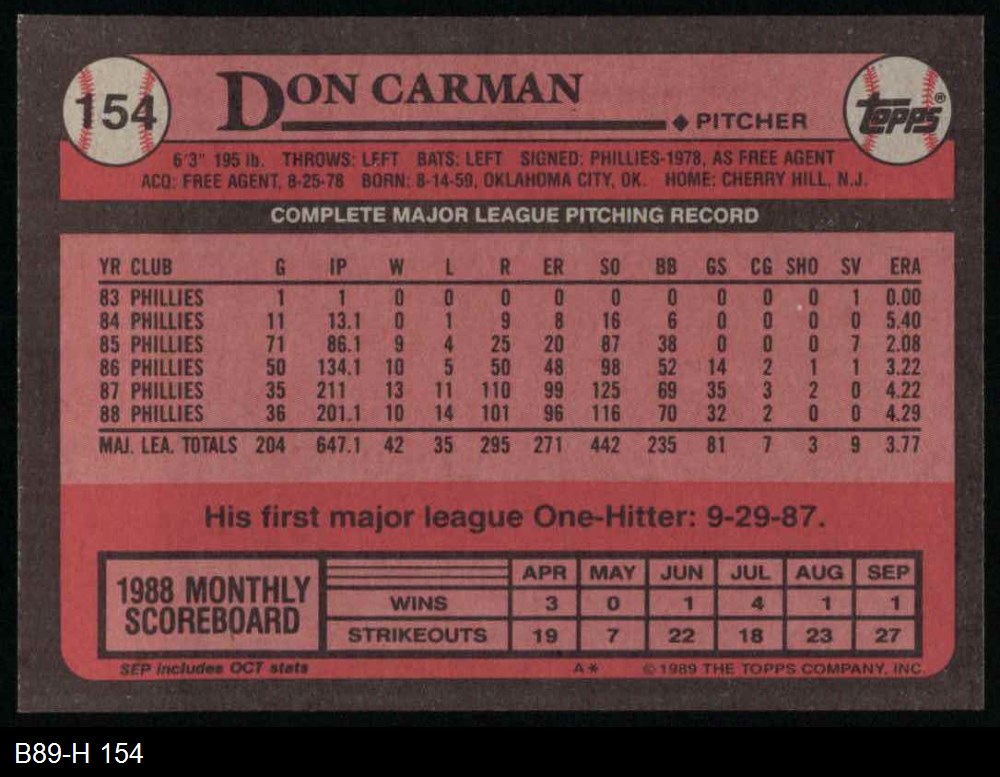 154
DON CARMAN
◆ PITCHER
TOPPS®
6'3" 195 lb. THROWS: LEFT BATS: LEFT SIGNED: PHILLIES-1978, AS FREE AGENT
ACQ: FREE AGENT, 8-25-78 BORN: 8-14-59, OKLAHOMA CITY, OK. HOME: CHERRY HILL, N.J.
COMPLETE MAJOR LEAGUE PITCHING RECORD
YR CLUB G IP W L R ER SO BB GS CG SHO SV ERA
83 PHILLIES 1 1 0 0 0 0 0 0 0 0 0 1 0.00
84 PHILLIES 11 13.1 0 1 9 8 16 6 0 0 0 0 5.40
85 PHILLIES 71 86.1 9 4 25 20 87 38 0 0 0 7 2.08
86 PHILLIES 50 134.1 10 5 50 48 98 52 14 2 1 1 3.22
87 PHILLIES 35 211 13 11 110 99 125 69 35 3 2 0 4.22
88 PHILLIES 36 201.1 10 14 101 96 116 70 32 2 0 0 4.29
MAJ. LEA. TOTALS 204 647.1 42 35 295 271 442 235 81 7 3 9 3.77
His first major league One-Hitter: 9-29-87.
1988 MONTHLY
SCOREBOARD
APR MAY JUN JUL AUG SEP
WINS 3 0 1 4 1 1
STRIKEOUTS 19 7 22 18 23 27
SEP includes OCT stats
A* © 1989 THE TOPPS COMPANY, INC.
B89-H 154